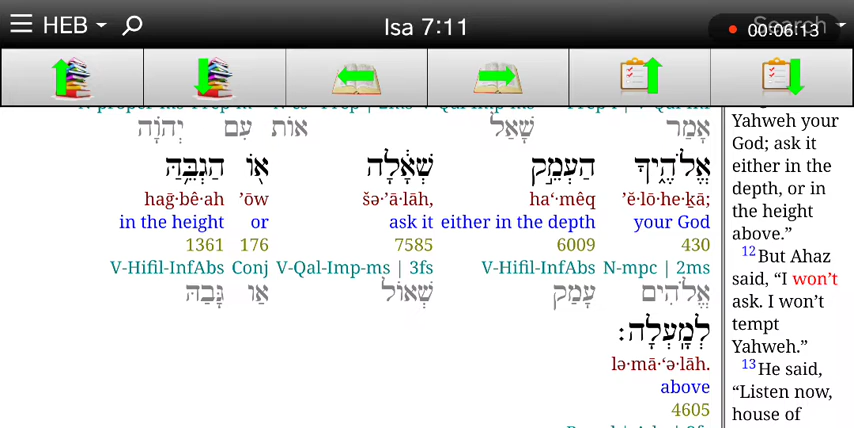 HEB
Isa 7:11
Search
00:06:13
אָמַר שָׁאַל אוֹת עִם יְהֹוָה
אֱלֹהֶ֑יךָ הַעְמֵ֣ק שְׁאָ֔לָה א֖וֹ הַגְבֵּ֥הַּ
haḡ·bê·ah ’ōw šə·’ā·lāh, ha‘·mêq ’ĕ·lō·he·ḵā;
in the height or ask it either in the depth your God
1361 176 7585 6009 430
V-Hifil-InfAbs Conj V-Qal-Imp-ms | 3fs V-Hifil-InfAbs N-mpc | 2ms
אֱלֹהִים עָמַק שְׁאוֹל אַו גָּבַהּ
לְמָֽעְלָה׃
lə·mā·‘ə·lāh.
above
4605
Yahweh your
God; ask it
either in the
depth, or in
the height
above.”
12 But Ahaz
said, “I won’t
ask. I won’t
tempt
Yahweh.”
13 He said,
“Listen now,
house of